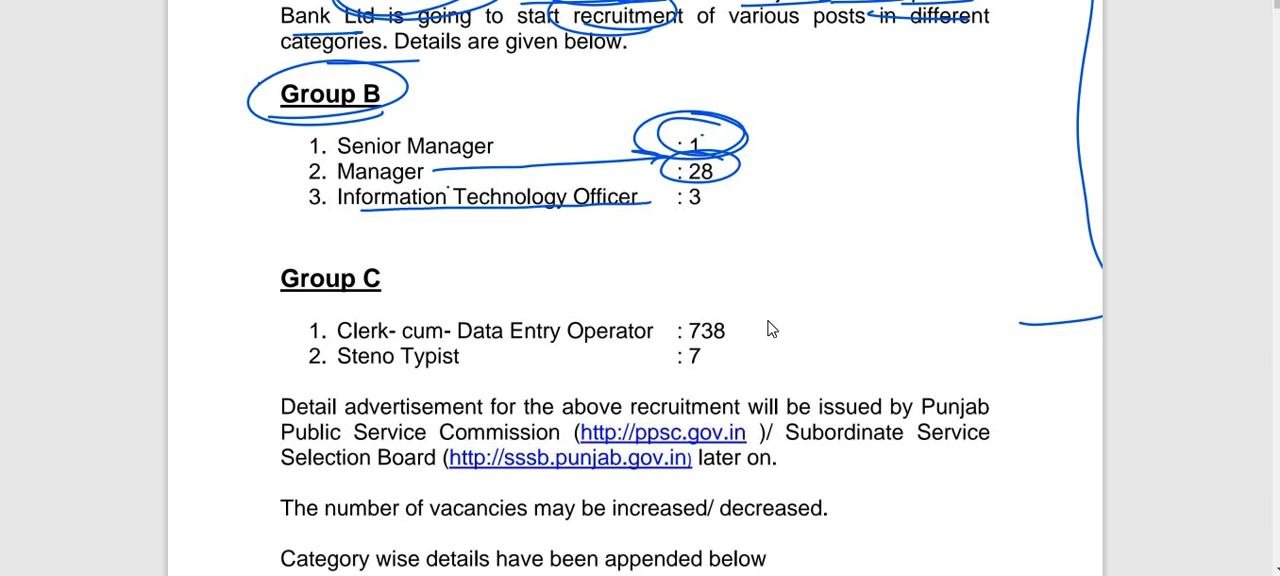 Bank Ltd is going to start recruitment of various posts in different
categories. Details are given below.
Group B
1. Senior Manager : 1
2. Manager : 28
3. Information Technology Officer : 3
Group C
1. Clerk- cum- Data Entry Operator : 738
2. Steno Typist : 7
Detail advertisement for the above recruitment will be issued by Punjab
Public Service Commission (http://ppsc.gov.in )/ Subordinate Service
Selection Board (http://sssb.punjab.gov.in) later on.
The number of vacancies may be increased/ decreased.
Category wise details have been appended below